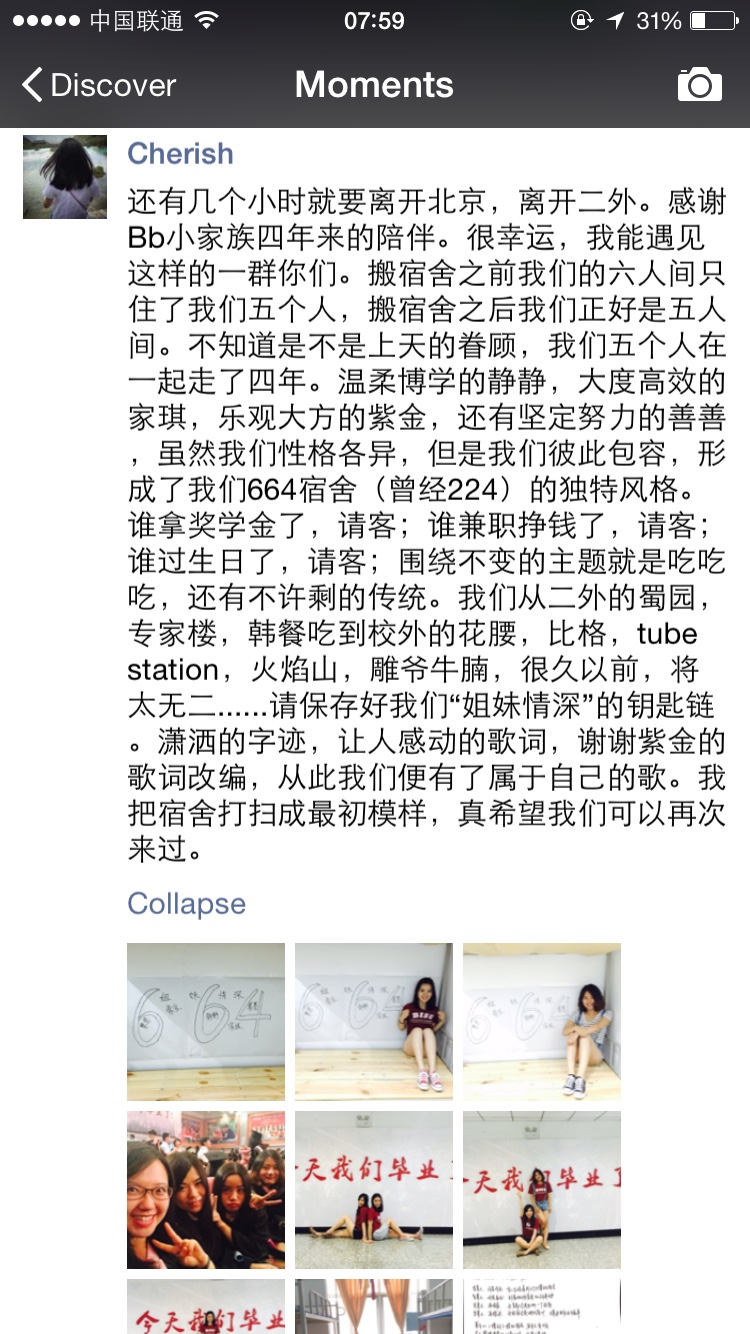 中国联通
07:59
31%
Discover
Moments
Cherish
还有几个小时就要离开北京，离开二外。感谢
Bb小家族四年来的陪伴。很幸运，我能遇见
这样的一群你们。搬宿舍之前我们的六人间只
住了我们五个人，搬宿舍之后我们正好是五人
间。不知道是不是上天的眷顾，我们五个人在
一起走了四年。温柔博学的静静，大度高效的
家琪，乐观大方的紫金，还有坚定努力的善善
，虽然我们性格各异，但是我们彼此包容，形
成了我们664宿舍（曾经224）的独特风格。
谁拿奖学金了，请客；谁兼职挣钱了，请客；
谁过生日了，请客；围绕不变的主题就是吃吃
吃，还有不许剩的传统。我们从二外的蜀园，
专家楼，韩餐吃到校外的花腰，比格，tube
station，火焰山，雕爷牛腩，很久以前，将
太无二......请保存好我们“姐妹情深”的钥匙链
。潇洒的字迹，让人感动的歌词，谢谢紫金的
歌词改编，从此我们便有了属于自己的歌。我
把宿舍打扫成最初模样，真希望我们可以再次
来过。
Collapse
姐妹情深
664
姐妹情深
64
姐妹情深
6
天我们毕业了
天我们毕业了
今天我们毕业